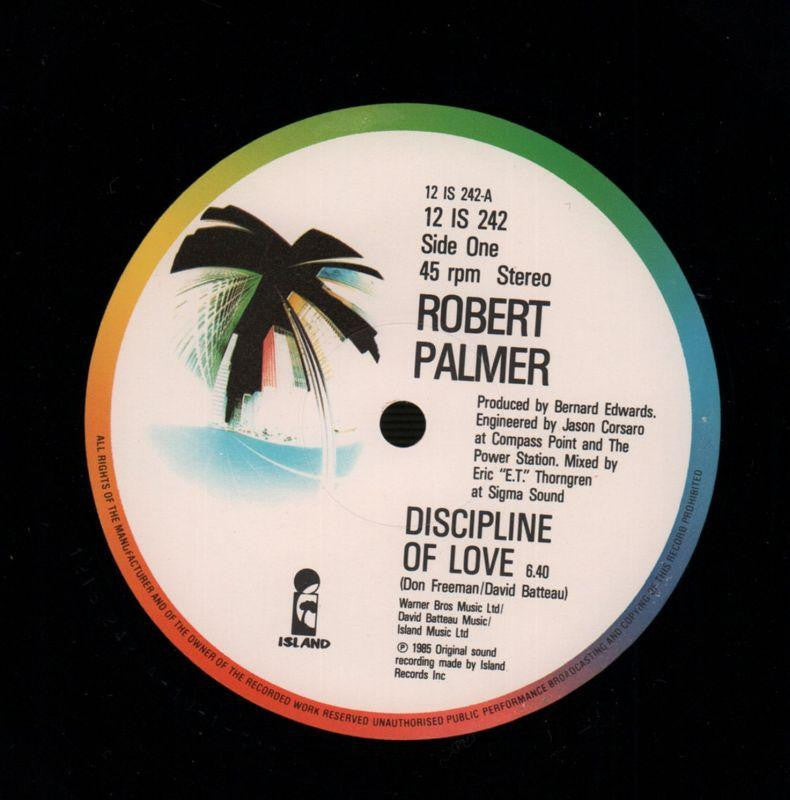 12 IS 242-A
12 IS 242
Side One
45 rpm Stereo
ROBERT
PALMER
Produced by Bernard Edwards.
Engineered by Jason Corsaro
at Compass Point and The
Power Station. Mixed by
Eric "E.T." Thorngren
at Sigma Sound
DISCIPLINE
OF LOVE 6.40
(Don Freeman/David Batteau)
Warner Bros Music Ltd/
David Batteau Music/
Island Music Ltd
℗ 1985 Original sound
recording made by Island
Records Inc
ISLAND
ALL RIGHTS OF THE MANUFACTURER AND OF THE OWNER OF THE RECORDED WORK RESERVED UNAUTHORISED PUBLIC PERFORMANCE BROADCASTING AND COPYING OF THIS RECORD PROHIBITED